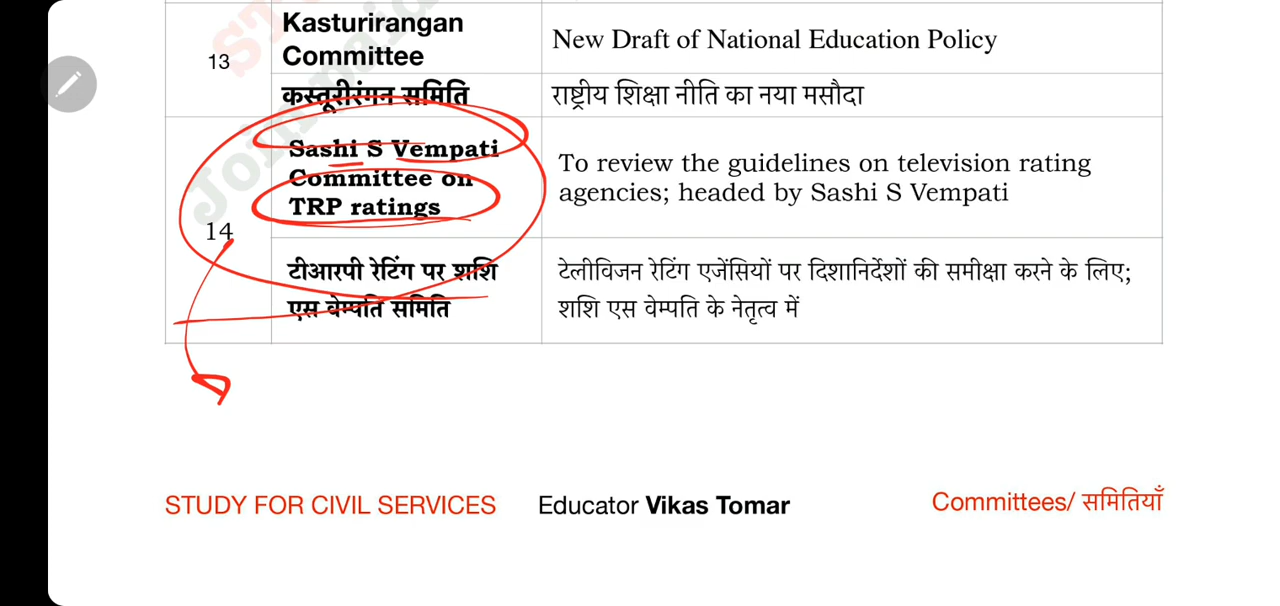 Kasturirangan
Committee
New Draft of National Education Policy
13
कस्तूरीरंगन समिति
राष्ट्रीय शिक्षा नीति का नया मसौदा
Sashi S Vempati
Committee on
TRP ratings
To review the guidelines on television rating
agencies; headed by Sashi S Vempati
14
टीआरपी रेटिंग पर शशि
एस वेम्पति समिति
टेलीविजन रेटिंग एजेंसियों पर दिशानिर्देशों की समीक्षा करने के लिए;
शशि एस वेम्पति के नेतृत्व में
STUDY FOR CIVIL SERVICES
Educator Vikas Tomar
Committees/ समितियाँ